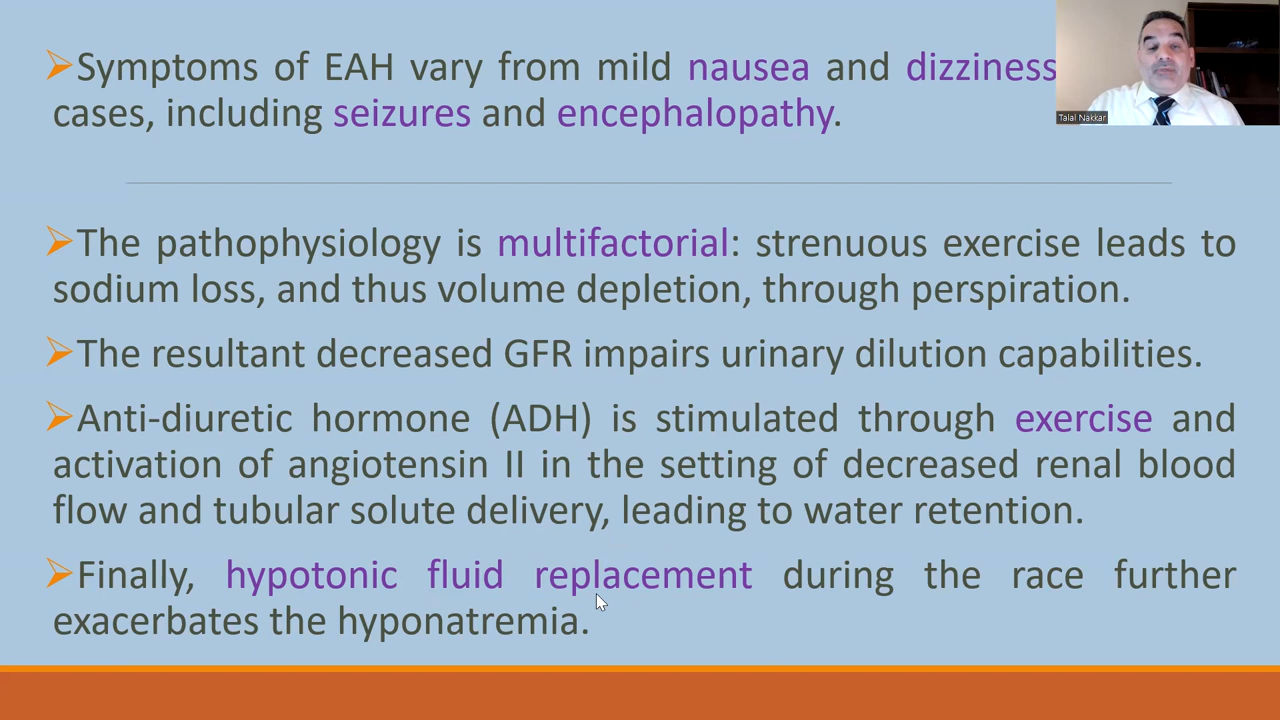 ➢Symptoms of EAH vary from mild nausea and dizziness
cases, including seizures and encephalopathy.
Talal Nakkar
➢The pathophysiology is multifactorial: strenuous exercise leads to
sodium loss, and thus volume depletion, through perspiration.
➢The resultant decreased GFR impairs urinary dilution capabilities.
➢Anti-diuretic hormone (ADH) is stimulated through exercise and
activation of angiotensin II in the setting of decreased renal blood
flow and tubular solute delivery, leading to water retention.
➢Finally, hypotonic fluid replacement during the race further
exacerbates the hyponatremia.